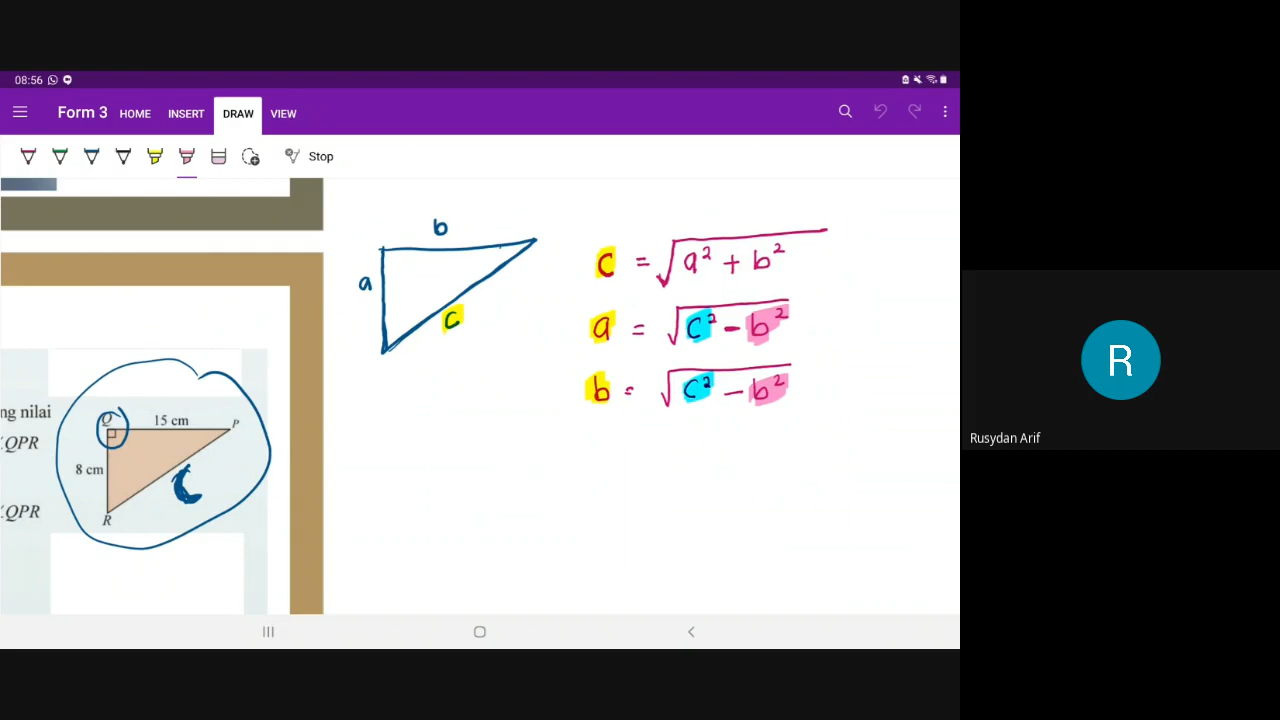 08:56
Form 3 HOME INSERT DRAW VIEW
Stop
ng nilai
QPR
QPR
Q
15 cm
P
8 cm
R
C
b
a
c
c = √a² + b²
a = √c² - b²
b = √c² - b²
R
Rusydan Arif